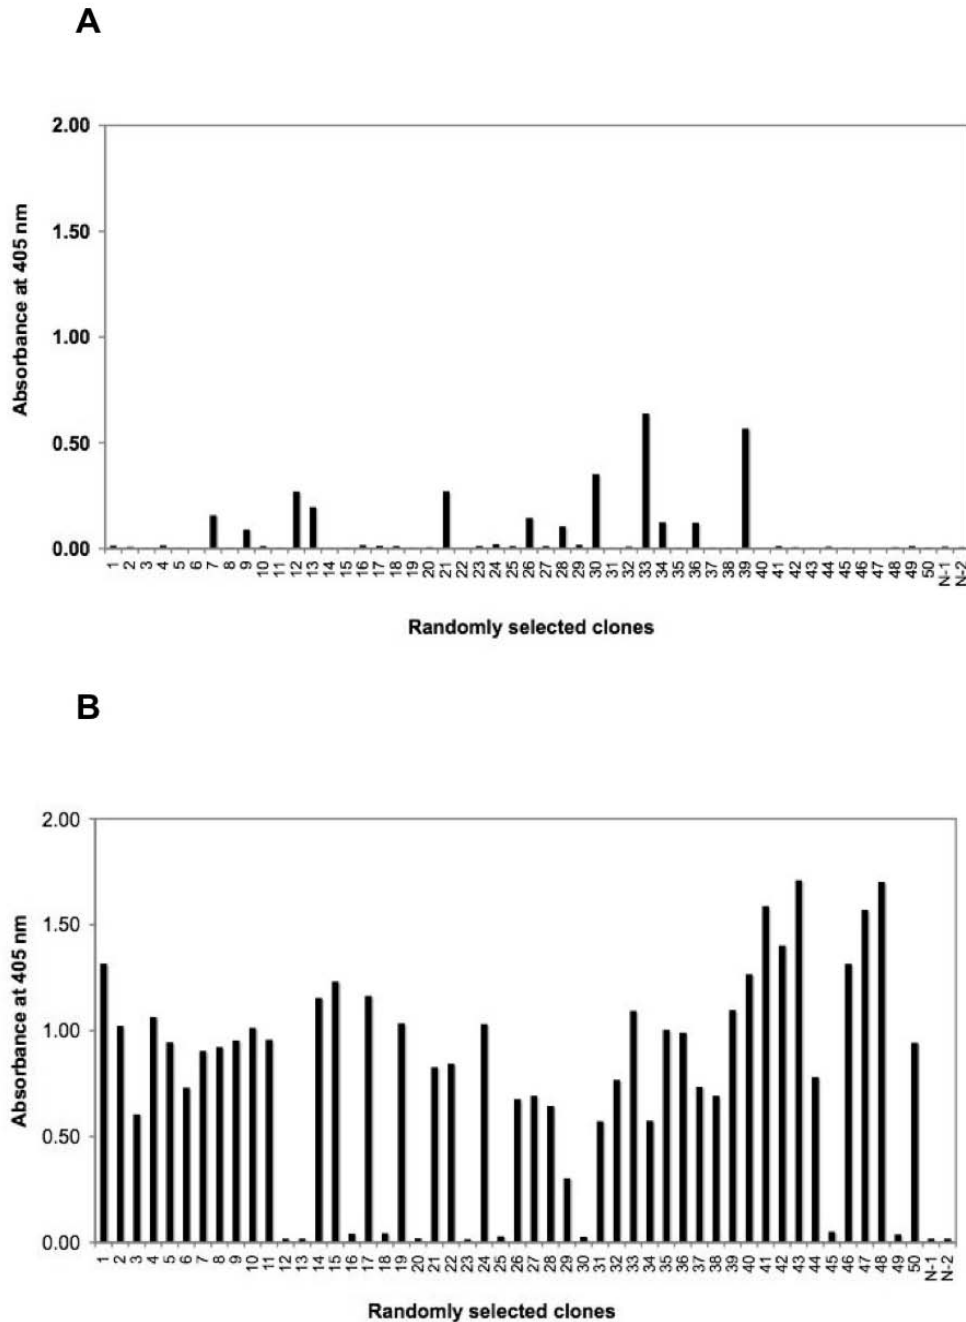 A
2.00
1.50
1.00
0.50
0.00
Absorbance at 405 nm
1 2 3 4 5 6 7 8 9 10 11 12 13 14 15 16 17 18 19 20 21 22 23 24 25 26 27 28 29 30 31 32 33 34 35 36 37 38 39 40 41 42 43 44 45 46 47 48 49 50 N-1 N-2
Randomly selected clones
B
2.00
1.50
1.00
0.50
0.00
Absorbance at 405 nm
1 2 3 4 5 6 7 8 9 10 11 12 13 14 15 16 17 18 19 20 21 22 23 24 25 26 27 28 29 30 31 32 33 34 35 36 37 38 39 40 41 42 43 44 45 46 47 48 49 50 N-1 N-2
Randomly selected clones